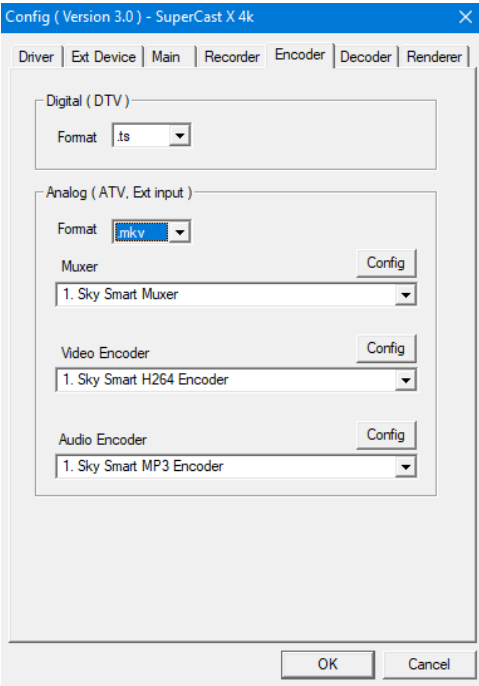 Config ( Version 3.0 ) - SuperCast X 4k
Driver Ext Device Main Recorder Encoder Decoder Renderer
Digital ( DTV )
Format .ts
Analog ( ATV, Ext input )
Format .mkv
Muxer Config
1. Sky Smart Muxer
Video Encoder Config
1. Sky Smart H264 Encoder
Audio Encoder Config
1. Sky Smart MP3 Encoder
OK Cancel